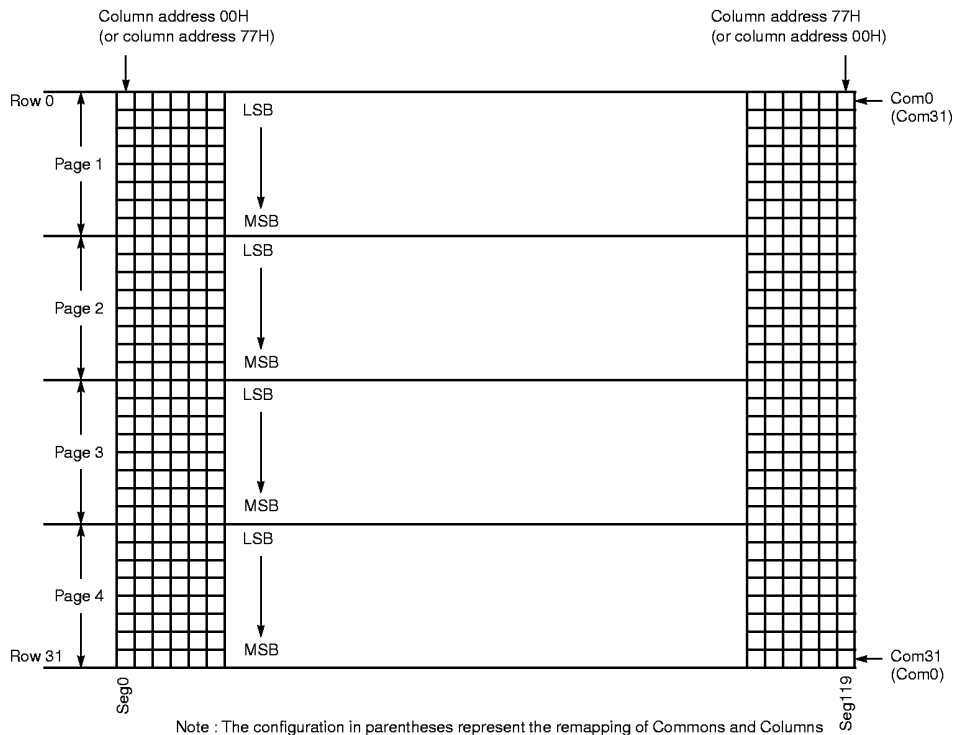 Column address 00H
(or column address 77H)
Column address 77H
(or column address 00H)
Row 0
LSB
Com0
(Com31)
Page 1
MSB
LSB
Page 2
MSB
LSB
Page 3
MSB
LSB
Page 4
MSB
Row 31
Com31
(Com0)
Seg0
Seg119
Note : The configuration in parentheses represent the remapping of Commons and Columns